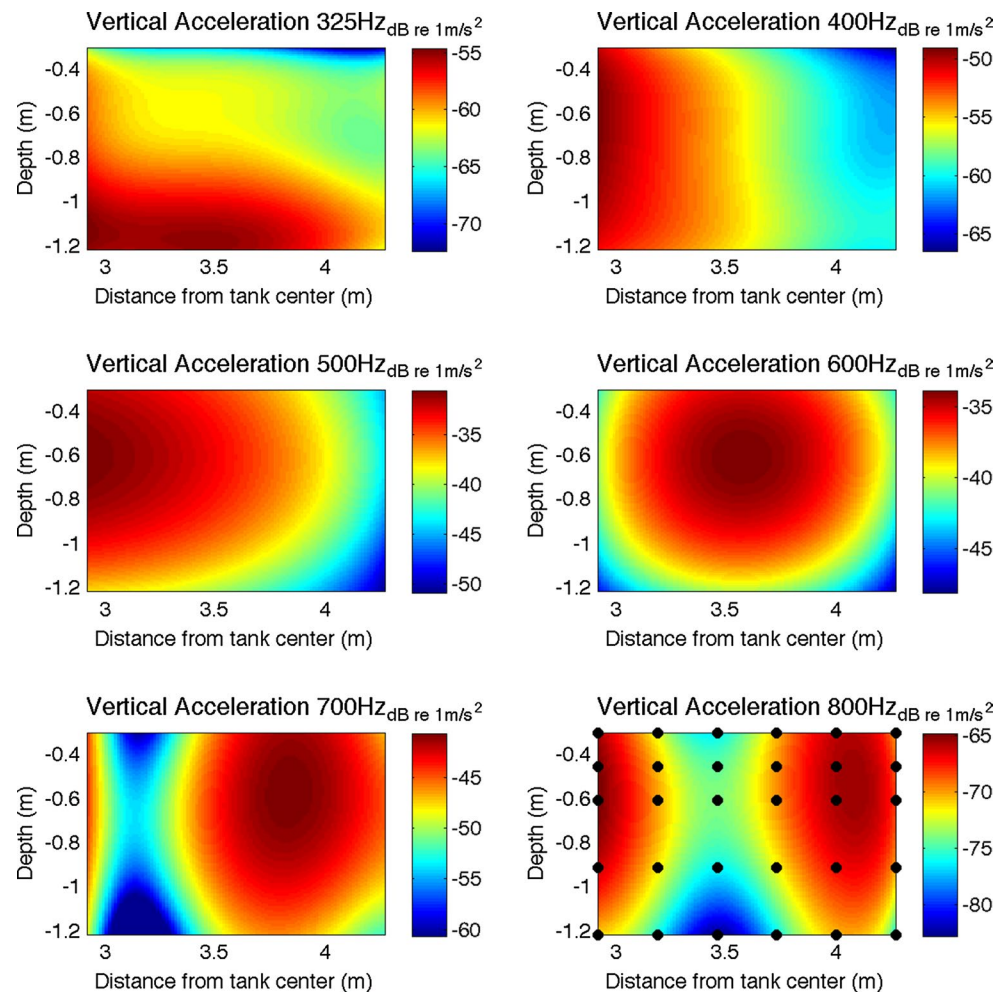 Vertical Acceleration 325Hz dB re 1m/s²
-0.4
-0.6
-0.8
-1
-1.2
Depth (m)
3 3.5 4
Distance from tank center (m)
-55
-60
-65
-70
Vertical Acceleration 400Hz dB re 1m/s²
-0.4
-0.6
-0.8
-1
-1.2
Depth (m)
3 3.5 4
Distance from tank center (m)
-50
-55
-60
-65
Vertical Acceleration 500Hz dB re 1m/s²
-0.4
-0.6
-0.8
-1
-1.2
Depth (m)
3 3.5 4
Distance from tank center (m)
-35
-40
-45
-50
Vertical Acceleration 600Hz dB re 1m/s²
-0.4
-0.6
-0.8
-1
-1.2
Depth (m)
3 3.5 4
Distance from tank center (m)
-35
-40
-45
Vertical Acceleration 700Hz dB re 1m/s²
-0.4
-0.6
-0.8
-1
-1.2
Depth (m)
3 3.5 4
Distance from tank center (m)
-45
-50
-55
-60
Vertical Acceleration 800Hz dB re 1m/s²
-0.4
-0.6
-0.8
-1
-1.2
Depth (m)
3 3.5 4
Distance from tank center (m)
-65
-70
-75
-80